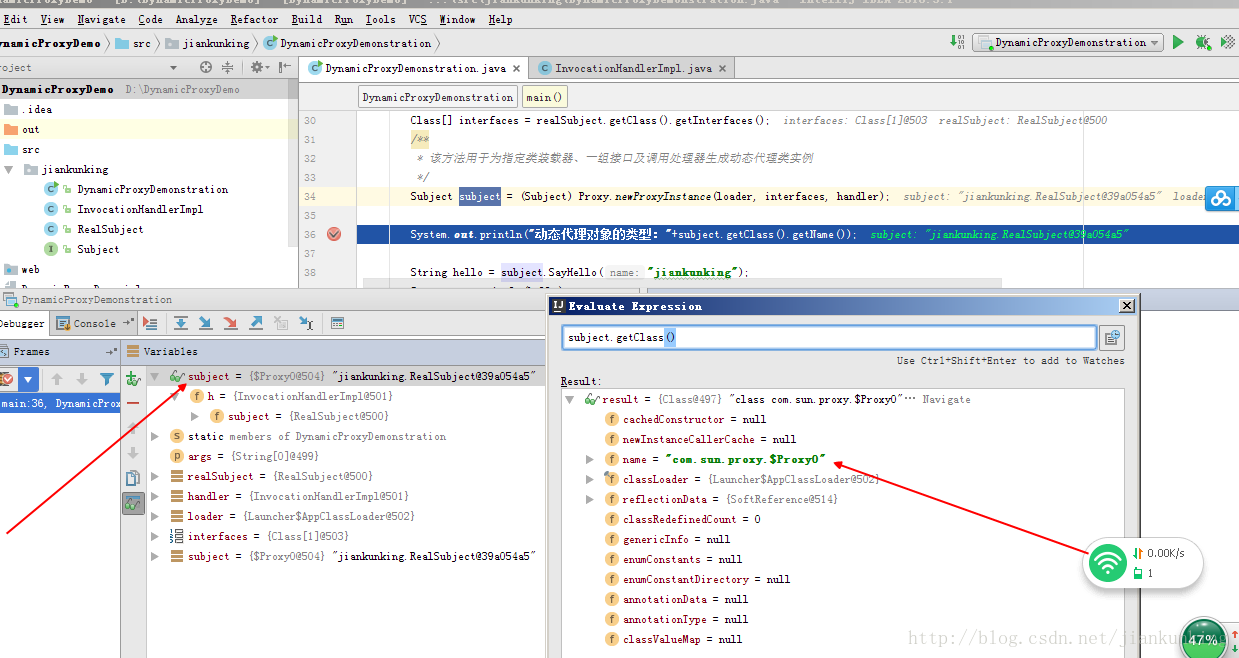 Edit View Navigate Code Analyze Refactor Build Run Tools VCS Window Help
DynamicProxyDemo src jiankunking DynamicProxyDemonstration
DynamicProxyDemonstration
DynamicProxyDemonstration.java × InvocationHandlerImpl.java ×
DynamicProxyDemo D:\DynamicProxyDemo
.idea
out
src
jiankunking
DynamicProxyDemonstration
InvocationHandlerImpl
RealSubject
Subject
web
DynamicProxyDemonstration main()
30 Class[] interfaces = realSubject.getClass().getInterfaces(); interfaces: Class[1]@503 realSubject: RealSubject@500
31 /**
32 * 该方法用于为指定类装载器、一组接口及调用处理器生成动态代理类实例
33 */
34 Subject subject = (Subject) Proxy.newProxyInstance(loader, interfaces, handler); subject: "jiankunking.RealSubject@39a054a5" loader
35
36 System.out.println("动态代理对象的类型："+subject.getClass().getName()); subject: "jiankunking.RealSubject@39a054a5"
37
38 String hello = subject.SayHello( name: "jiankunking");
DynamicProxyDemonstration
Debugger Console
Frames
main:36, DynamicProx
Variables
subject = {$Proxy0@504} "jiankunking.RealSubject@39a054a5"
h = {InvocationHandlerImpl@501}
subject = {RealSubject@500}
static members of DynamicProxyDemonstration
args = {String[0]@499}
realSubject = {RealSubject@500}
handler = {InvocationHandlerImpl@501}
loader = {Launcher$AppClassLoader@502}
interfaces = {Class[1]@503}
subject = {$Proxy0@504} "jiankunking.RealSubject@39a054a5"
Evaluate Expression
subject.getClass()
Use Ctrl+Shift+Enter to add to Watches
Result:
result = {Class@497} "class com.sun.proxy.$Proxy0"… Navigate
cachedConstructor = null
newInstanceCallerCache = null
name = "com.sun.proxy.$Proxy0"
classLoader = {Launcher$AppClassLoader@502}
reflectionData = {SoftReference@514}
classRedefinedCount = 0
genericInfo = null
enumConstants = null
enumConstantDirectory = null
annotationData = null
annotationType = null
classValueMap = null
0.00K/s
1
47%
http://blog.csdn.net/jiankunking